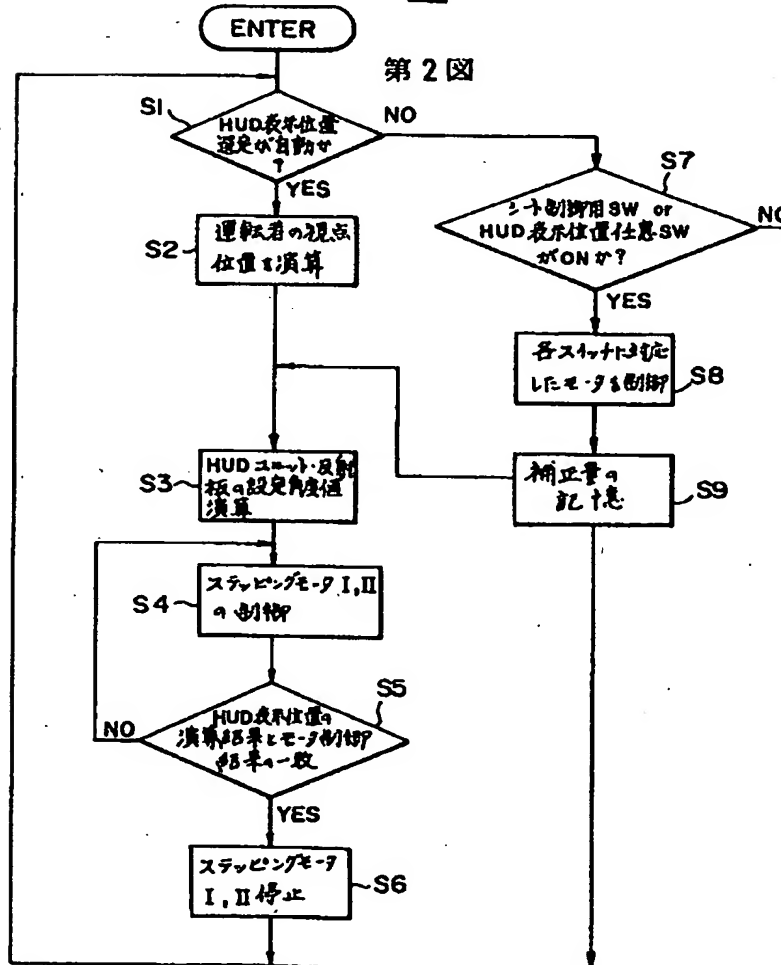 ENTER
第2図
S1
HUD表示位置
選定が自動か
?
NO
YES
S7
シート制御用SW or
HUD表示位置任意SW
がONか?
NO
YES
S2
運転者の視点
位置を演算
各スイッチに対応
したモータを制御
S8
S3
HUDユニット・反射
板の設定角度値
演算
補正量の
記憶
S9
S4
ステッピングモータ I, II
の制御
S5
HUD表示位置の
演算結果とモータ制御
結果の一致
NO
YES
ステッピングモータ
I, II 停止
S6